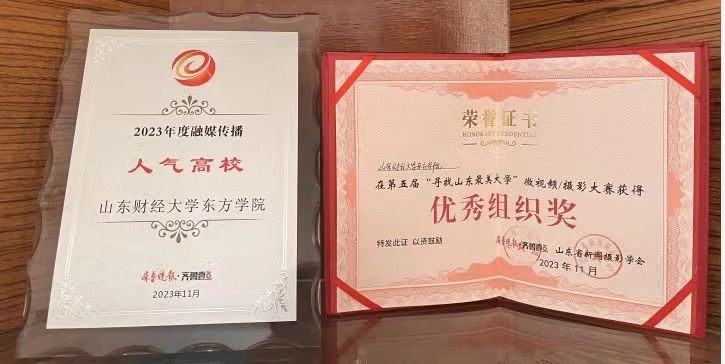 2023年度融媒传播
人气高校
山东财经大学东方学院
齐鲁晚报·齐鲁壹点
2023年11月
荣誉证书
HONORARY CREDENTIAL
山东财经大学东方学院:
在第五届“寻找山东最美大学”微视频/摄影大赛获得
优秀组织奖
特发此证 以资鼓励
齐鲁晚报·齐鲁壹点 山东省新闻摄影学会
2023年11月